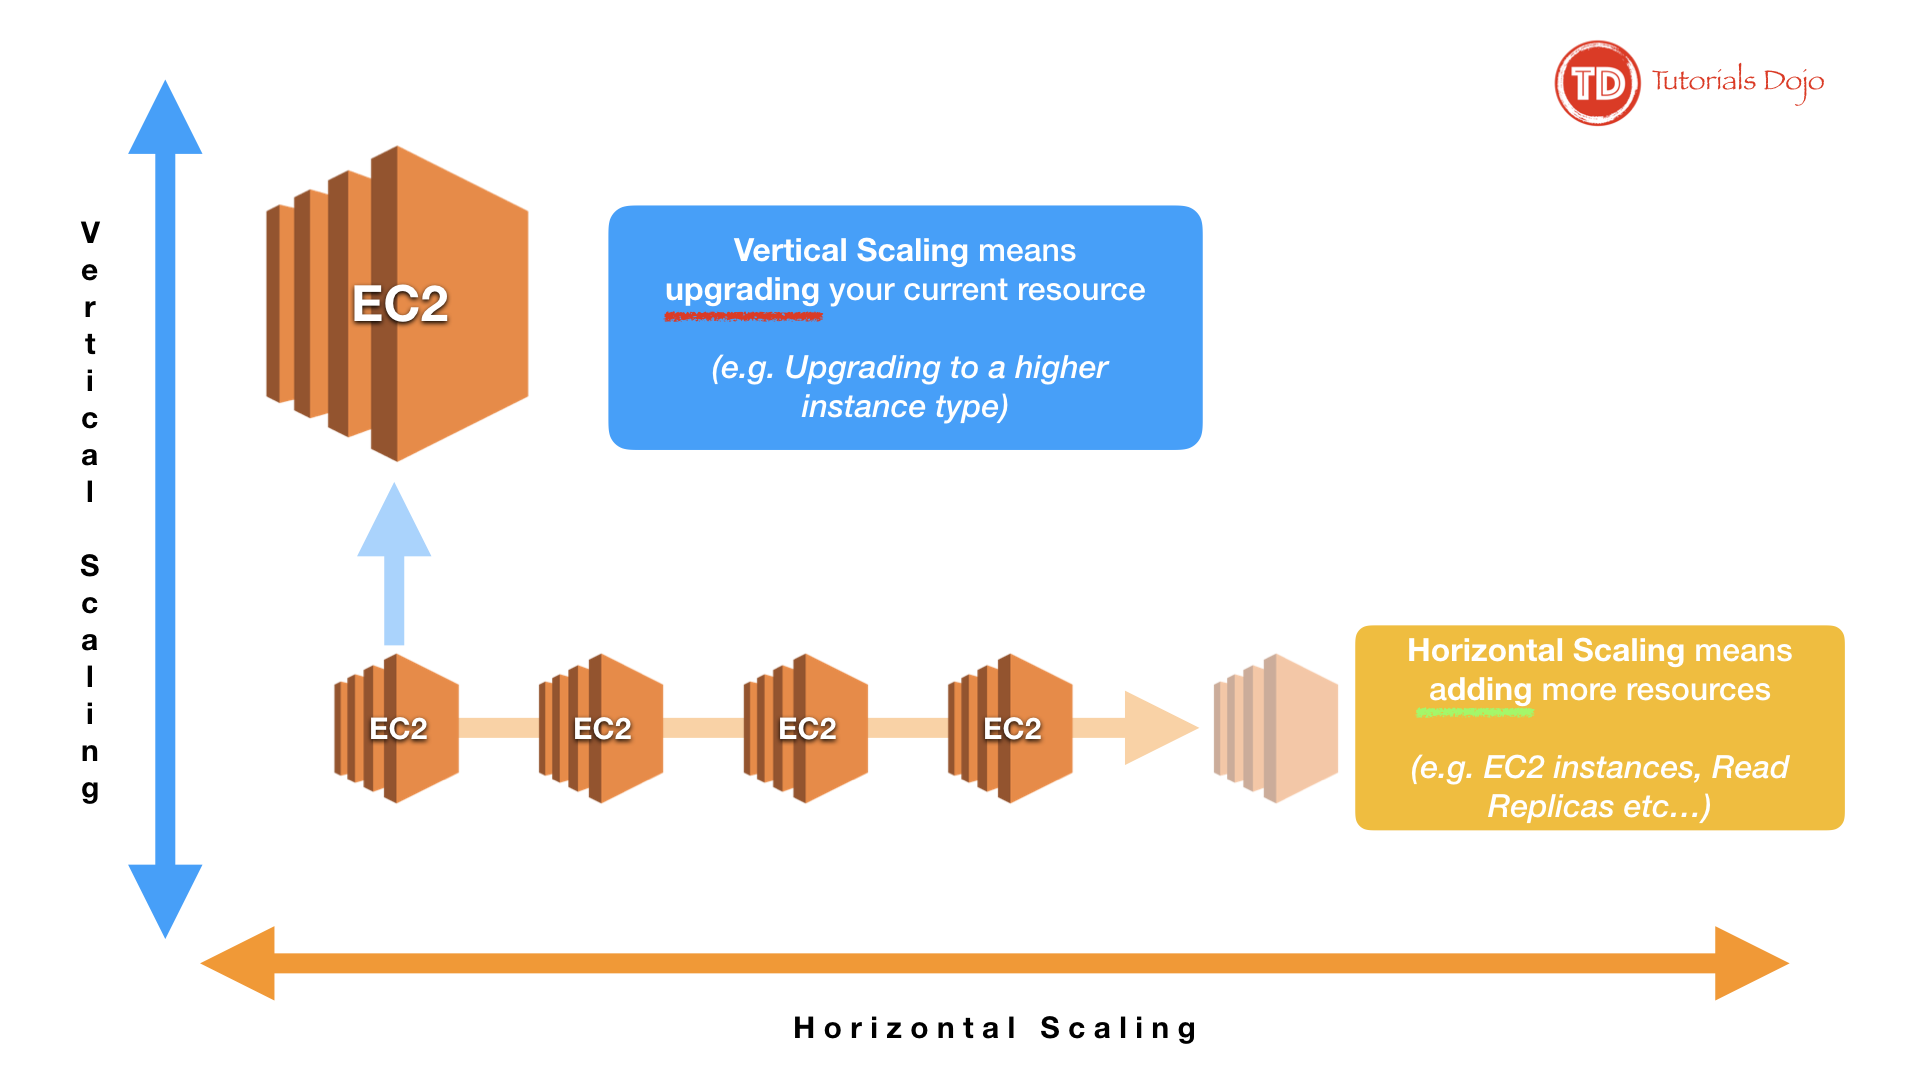 TD Tutorials Dojo
Vertical Scaling
EC2
Vertical Scaling means
upgrading your current resource
(e.g. Upgrading to a higher
instance type)
EC2
EC2
EC2
EC2
Horizontal Scaling means
adding more resources
(e.g. EC2 instances, Read
Replicas etc...)
Horizontal Scaling